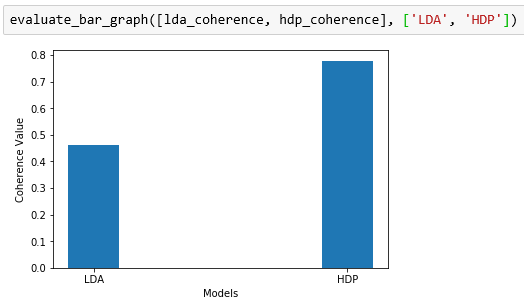 evaluate_bar_graph([lda_coherence, hdp_coherence], ['LDA', 'HDP'])
0.8
0.7
0.6
0.5
0.4
0.3
0.2
0.1
0.0
Coherence Value
LDA HDP
Models